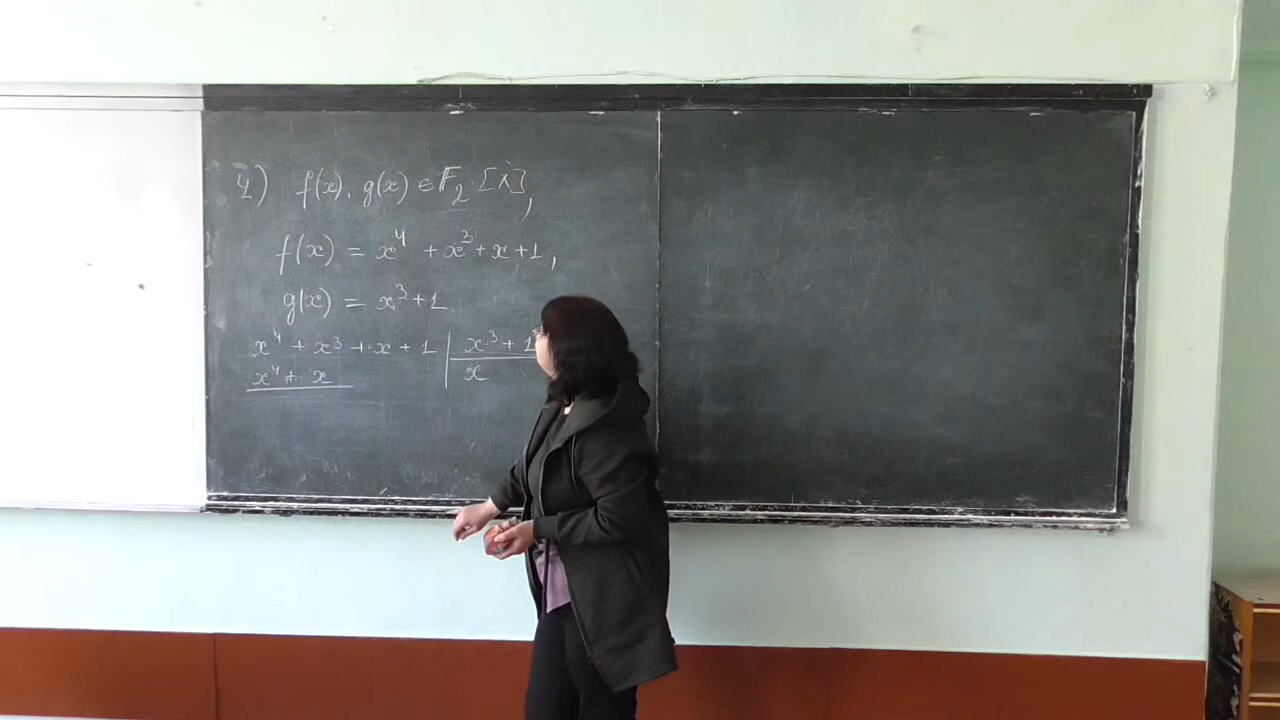 4) f(x), g(x) ∈ 𝔽₂ [x],
f(x) = x⁴ + x³ + x + 1,
g(x) = x³ + 1
x⁴ + x³ + x + 1 | x³ + 1
x⁴ + x | x